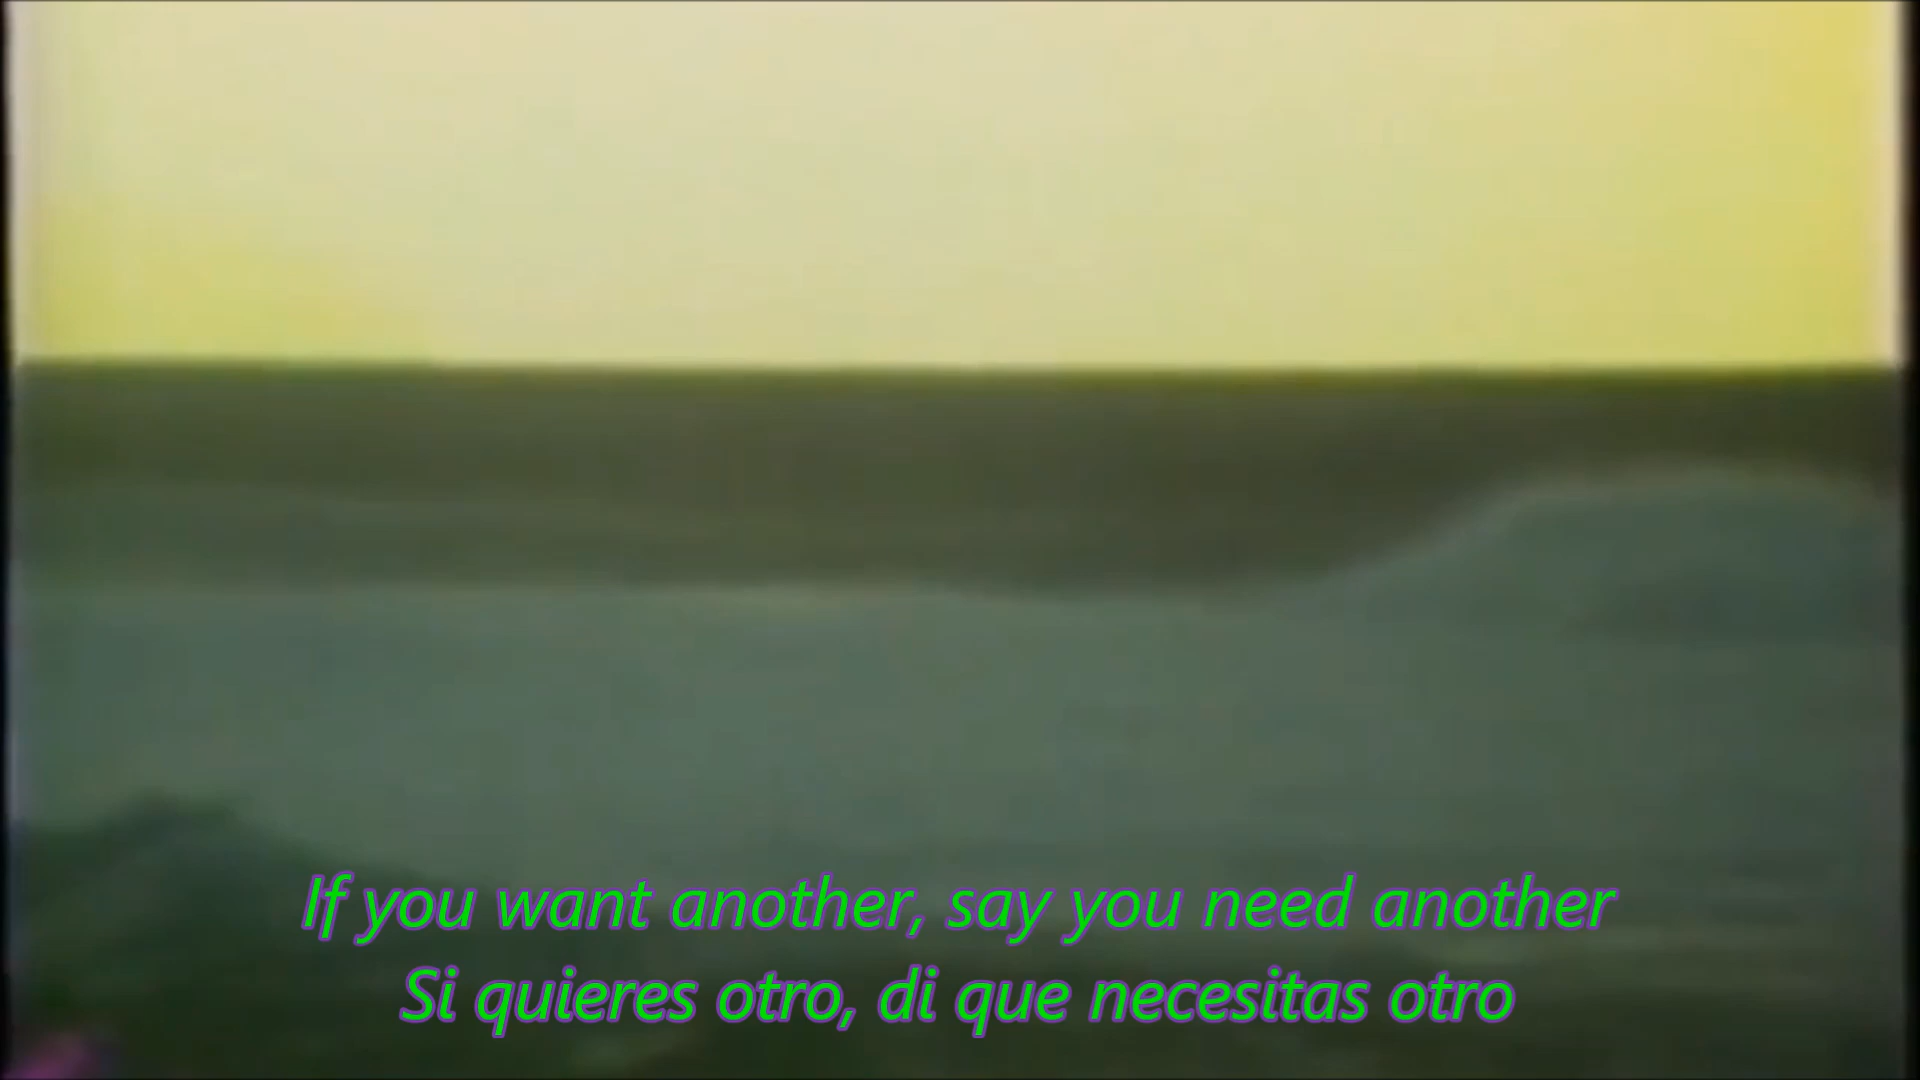 If you want another, say you need another
Si quieres otro, di que necesitas otro